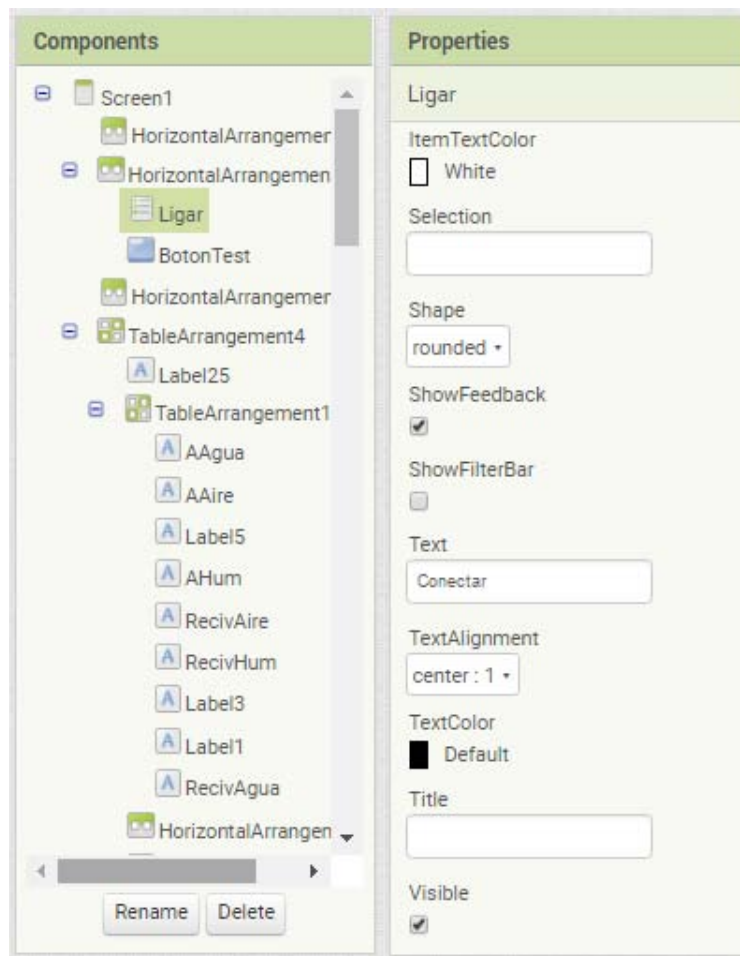 Components
Screen1
HorizontalArrangemer
HorizontalArrangemen
Ligar
BotonTest
HorizontalArrangemer
TableArrangement4
Label25
TableArrangement1
AAgua
AAire
Label5
AHum
RecivAire
RecivHum
Label3
Label1
RecivAgua
HorizontalArrangen
Rename Delete
Properties
Ligar
ItemTextColor
White
Selection
Shape
rounded
ShowFeedback
ShowFilterBar
Text
Conectar
TextAlignment
center : 1
TextColor
Default
Title
Visible